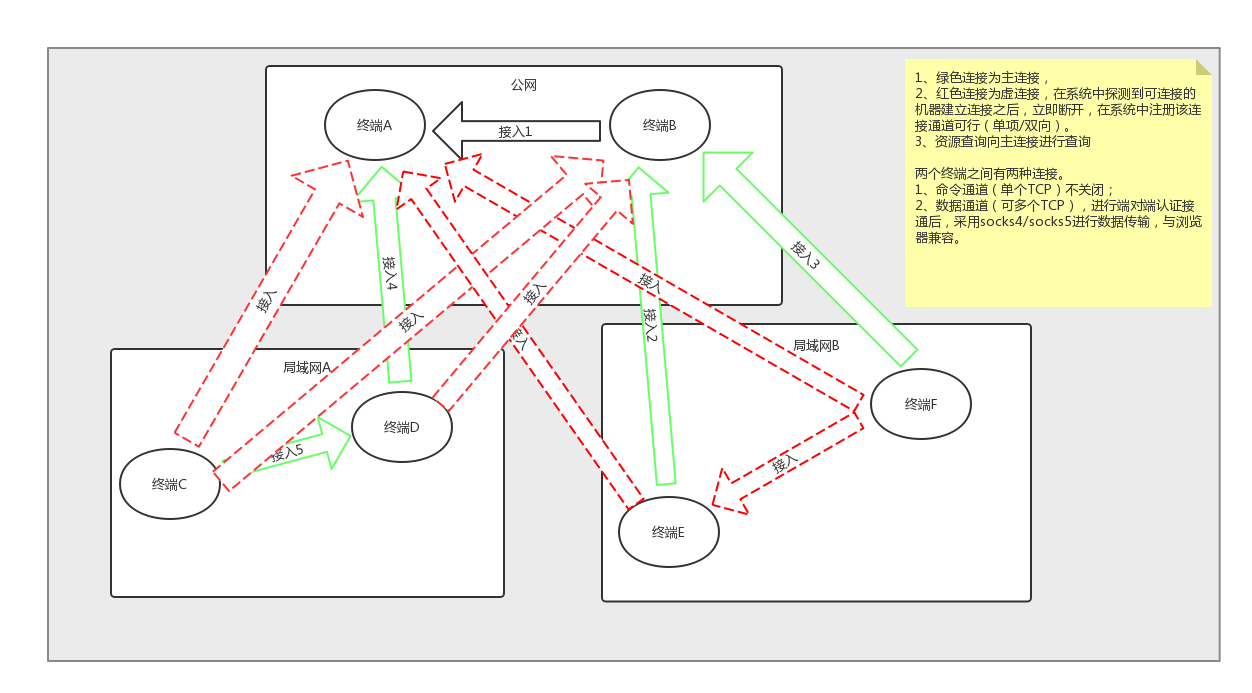 公网
终端A
接入1
终端B
1、绿色连接为主连接，
2、红色连接为虚连接，在系统中探测到可连接的
机器建立连接之后，立即断开，在系统中注册该连
接通道可行（单项/双向）。
3、资源查询向主连接进行查询
两个终端之间有两种连接。
1、命令通道（单个TCP）不关闭；
2、数据通道（可多个TCP），进行端对端认证接
通后，采用socks4/socks5进行数据传输，与浏览
器兼容。
接入3
接入4
接入
接入
接入
接入
接入2
接入
局域网A
局域网B
终端F
终端D
接入5
接入
终端C
终端E